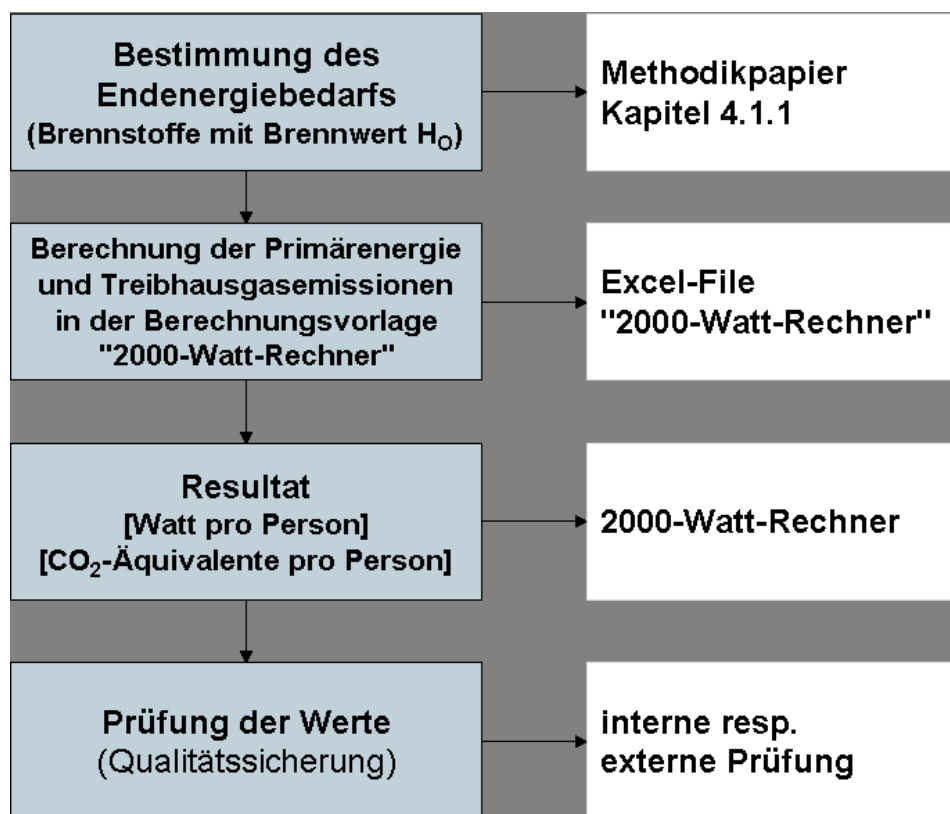 Bestimmung des
Endenergiebedarfs
(Brennstoffe mit Brennwert H₀)
Methodikpapier
Kapitel 4.1.1
Berechnung der Primärenergie
und Treibhausgasemissionen
in der Berechnungsvorlage
"2000-Watt-Rechner"
Excel-File
"2000-Watt-Rechner"
Resultat
[Watt pro Person]
[CO₂-Äquivalente pro Person]
2000-Watt-Rechner
Prüfung der Werte
(Qualitätssicherung)
interne resp.
externe Prüfung